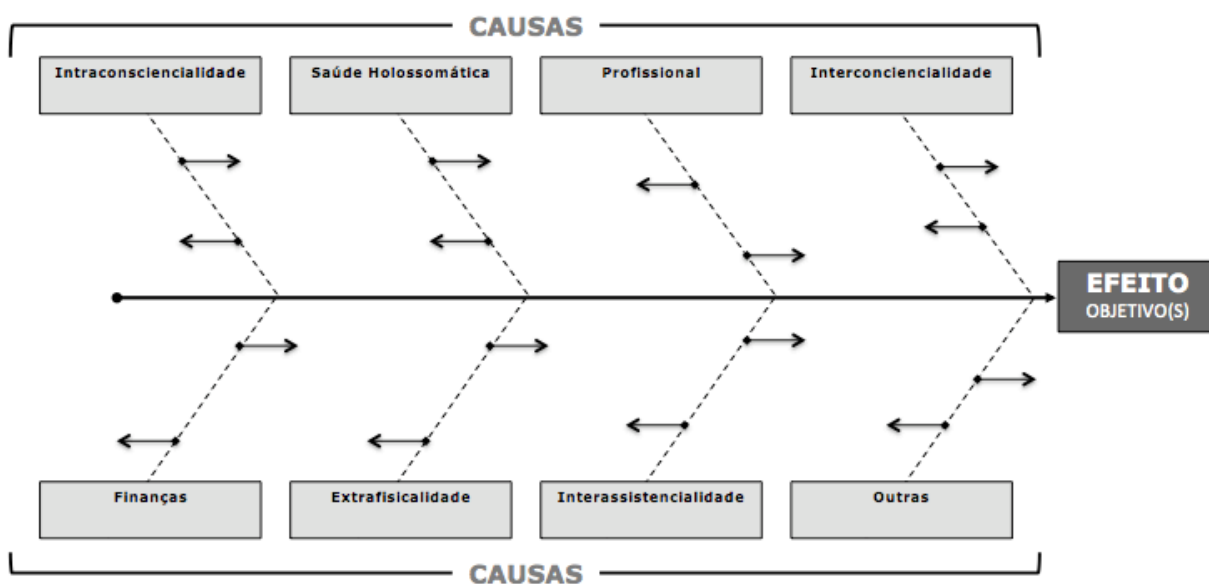 CAUSAS
Intraconsciencialidade
Saúde Holossomática
Profissional
Interconciencialidade
EFEITO
OBJETIVO(S)
Finanças
Extrafisicalidade
Interassistencialidade
Outras
CAUSAS